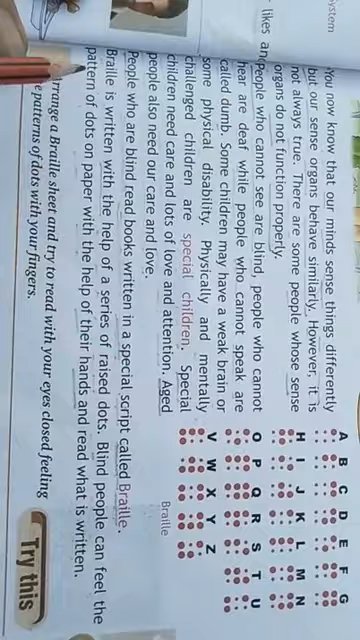 ystem
likes an
You now know that our minds sense things differently
but our sense organs behave similarly. However, it is
not always true. There are some people whose sense
organs do not function properly.
People who cannot see are blind, people who cannot
hear are deaf while people who cannot speak are
called dumb. Some children may have a weak brain or
some physical disability. Physically and mentally
challenged children are special children. Special
children need care and lots of love and attention. Aged
people also need our care and love.
People who are blind read books written in a special script called Braille.
Braille is written with the help of a series of raised dots. Blind people can feel the
pattern of dots on paper with the help of their hands and read what is written.
A B C D E F G
H I J K L M N
O P Q R S T U
V W X Y Z
Braille
Try this
rrange a Braille sheet and try to read with your eyes closed feeling
e patterns of dots with your fingers.